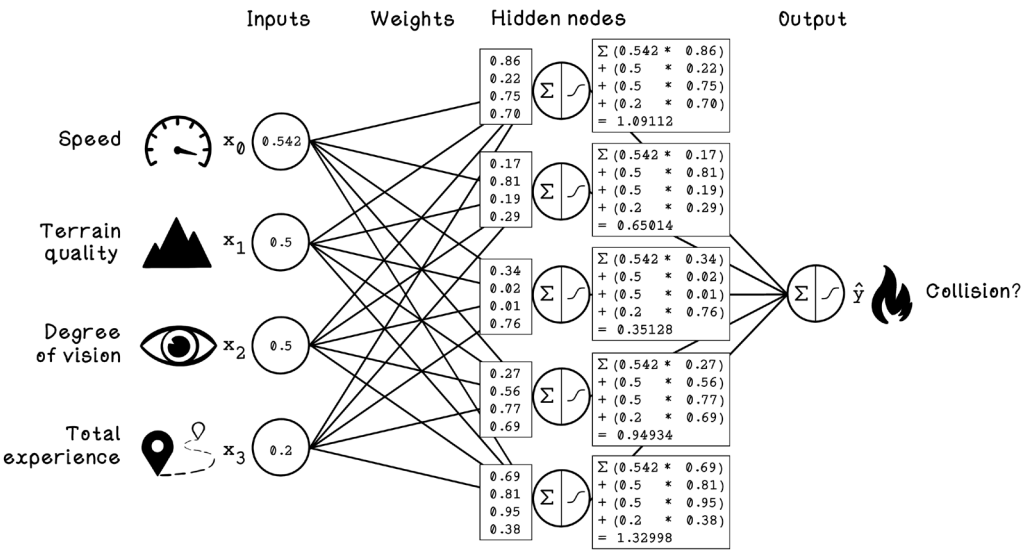 Inputs
Weights
Hidden nodes
Output
Speed
x0
0.542
Terrain
quality
x1
0.5
Degree
of vision
x2
0.5
Total
experience
x3
0.2
0.86
0.22
0.75
0.70
Σ
Σ (0.542 * 0.86)
+ (0.5 * 0.22)
+ (0.5 * 0.75)
+ (0.2 * 0.70)
= 1.09112
0.17
0.81
0.19
0.29
Σ
Σ (0.542 * 0.17)
+ (0.5 * 0.81)
+ (0.5 * 0.19)
+ (0.2 * 0.29)
= 0.65014
0.34
0.02
0.01
0.76
Σ
Σ (0.542 * 0.34)
+ (0.5 * 0.02)
+ (0.5 * 0.01)
+ (0.2 * 0.76)
= 0.35128
0.27
0.56
0.77
0.69
Σ
Σ (0.542 * 0.27)
+ (0.5 * 0.56)
+ (0.5 * 0.77)
+ (0.2 * 0.69)
= 0.94934
0.69
0.81
0.95
0.38
Σ
Σ (0.542 * 0.69)
+ (0.5 * 0.81)
+ (0.5 * 0.95)
+ (0.2 * 0.38)
= 1.32998
Σ
ŷ
Collision?